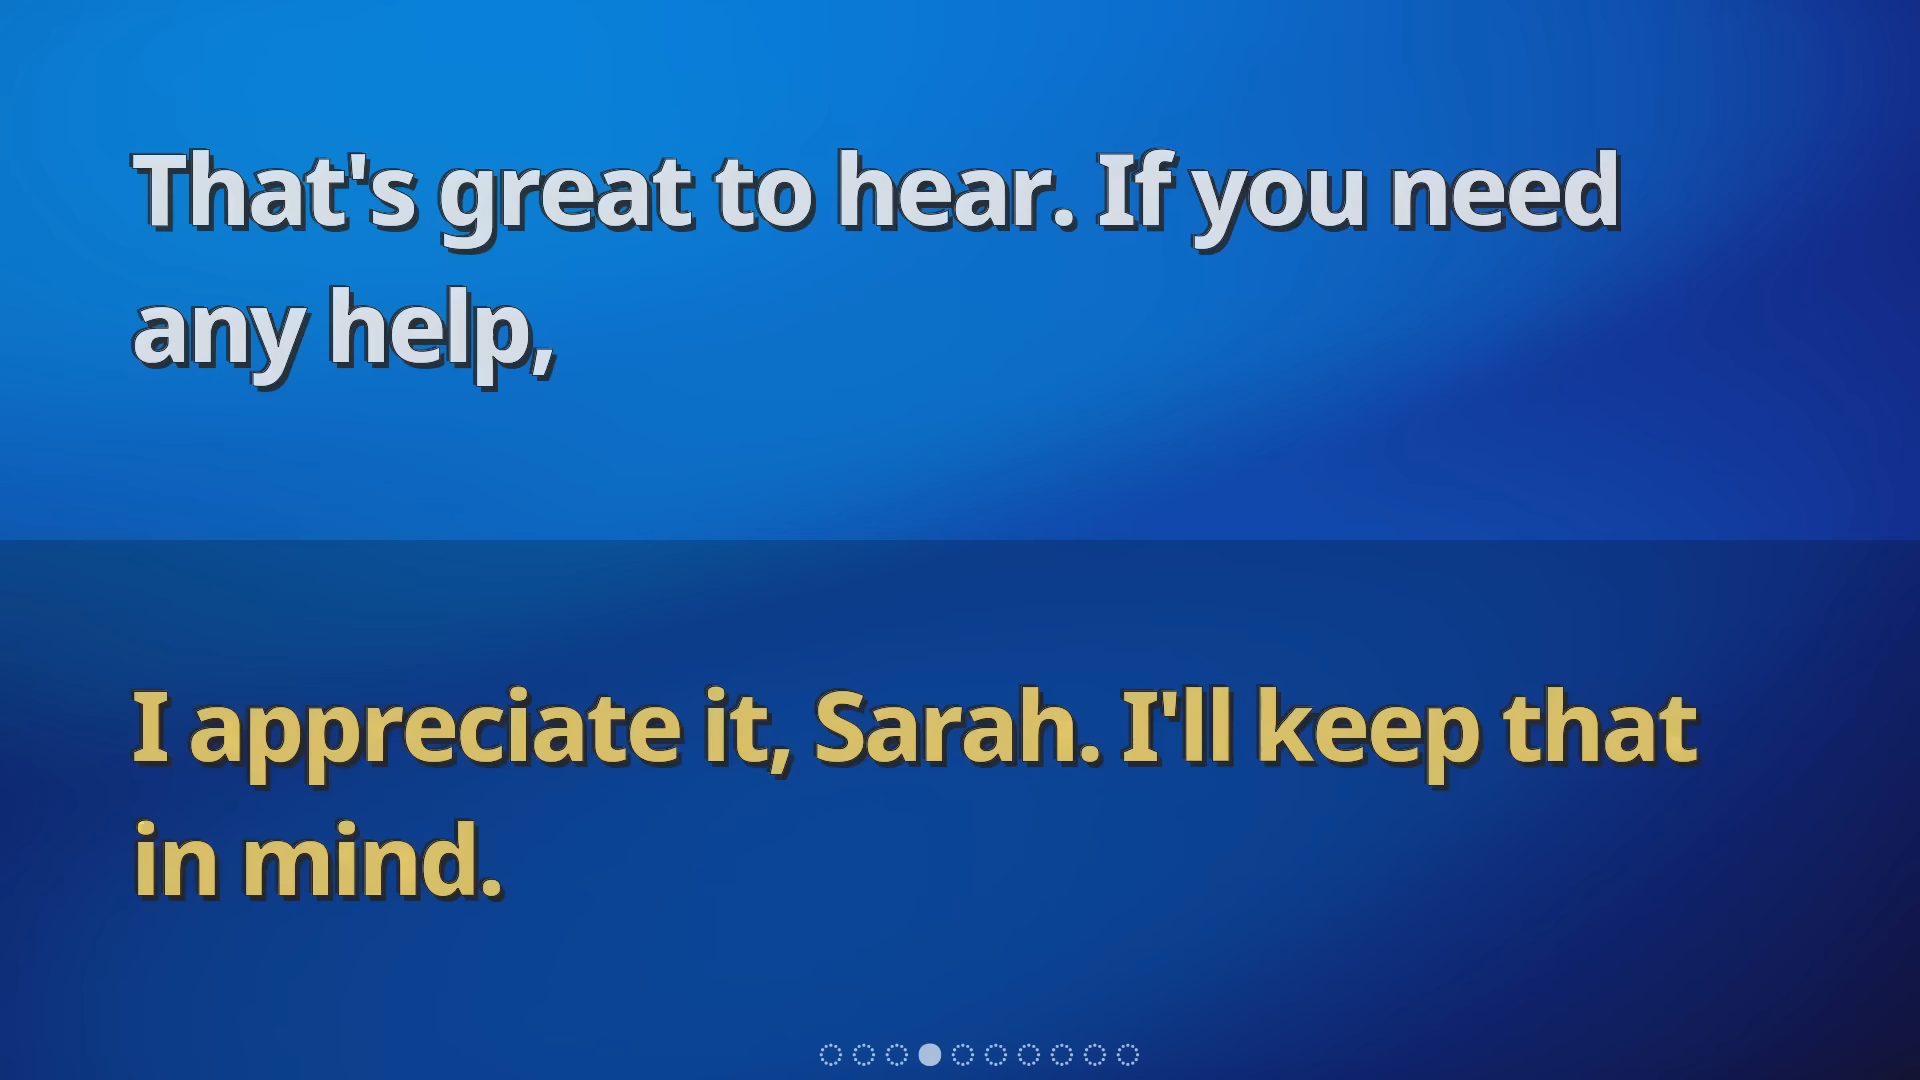 That's great to hear. If you need
any help,
I appreciate it, Sarah. I'll keep that
in mind.